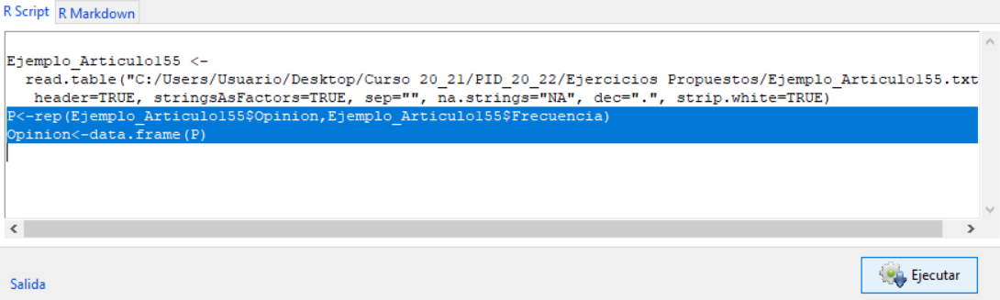 R Script R Markdown
Ejemplo_Articulo155 <-
read.table("C:/Users/Usuario/Desktop/Curso 20_21/PID_20_22/Ejercicios Propuestos/Ejemplo_Articulo155.txt
header=TRUE, stringsAsFactors=TRUE, sep="", na.strings="NA", dec=".", strip.white=TRUE)
P<-rep(Ejemplo_Articulo155$Opinion,Ejemplo_Articulo155$Frecuencia)
Opinion<-data.frame(P)
Ejecutar
Salida